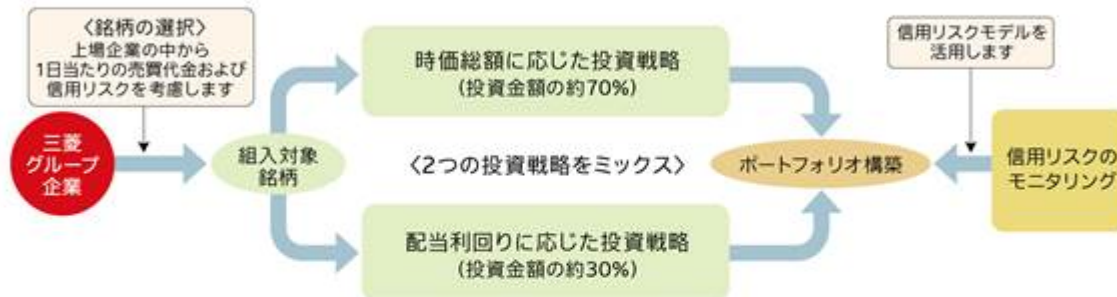 〈銘柄の選択〉
上場企業の中から
1日当たりの売買代金および
信用リスクを考慮します
三菱
グループ
企業
組入対象
銘柄
時価総額に応じた投資戦略
(投資金額の約70%)
〈2つの投資戦略をミックス〉
配当利回りに応じた投資戦略
(投資金額の約30%)
ポートフォリオ構築
信用リスクモデルを
活用します
信用リスクの
モニタリング